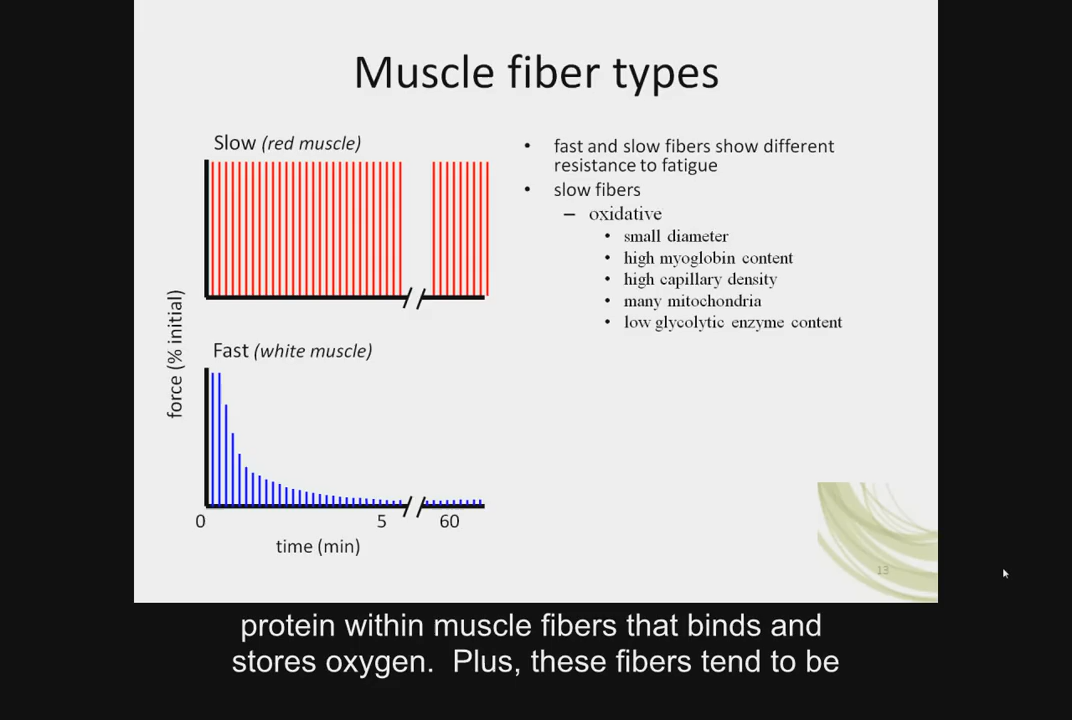 Muscle fiber types
Slow (red muscle)
Fast (white muscle)
force (% initial)
0
5
60
time (min)
• fast and slow fibers show different
resistance to fatigue
• slow fibers
– oxidative
• small diameter
• high myoglobin content
• high capillary density
• many mitochondria
• low glycolytic enzyme content
13
protein within muscle fibers that binds and
stores oxygen.  Plus, these fibers tend to be